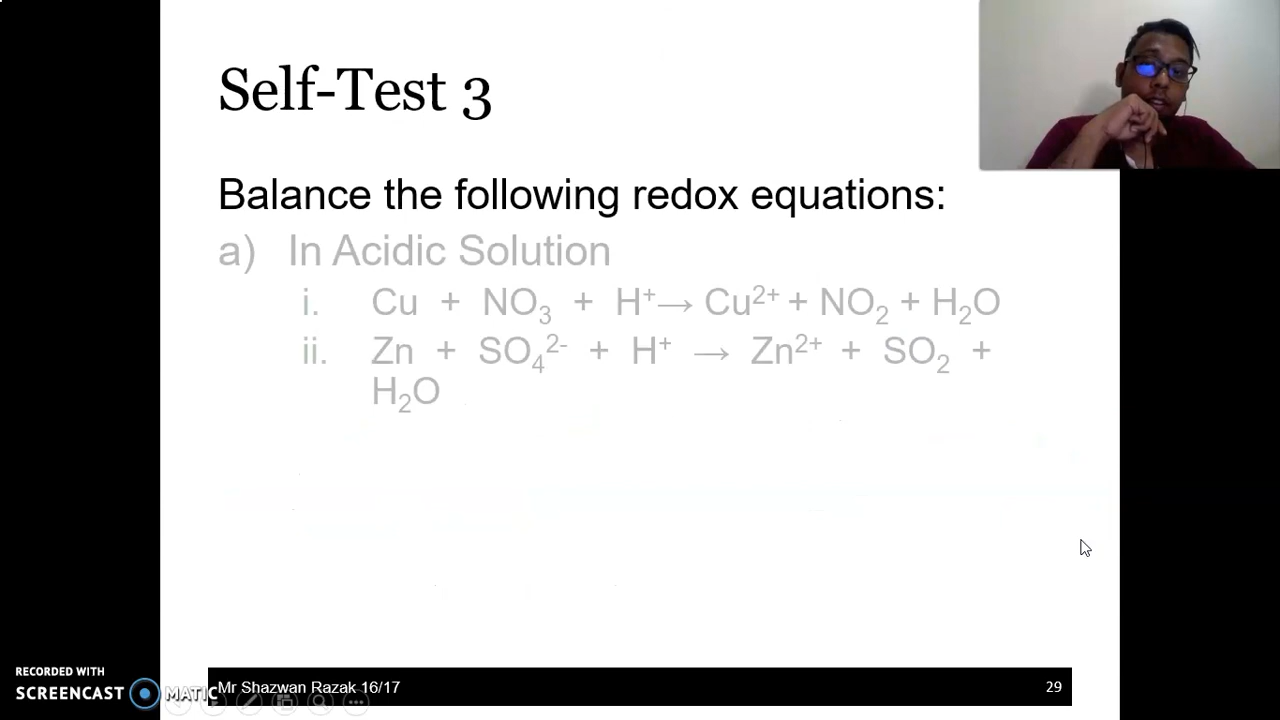 Self-Test 3
Balance the following redox equations:
a) In Acidic Solution
i. Cu + NO₃ + H⁺→ Cu²⁺ + NO₂ + H₂O
ii. Zn + SO₄²⁻ + H⁺ → Zn²⁺ + SO₂ +
H₂O
RECORDED WITH
SCREENCAST MATIC
Mr Shazwan Razak 16/17
29